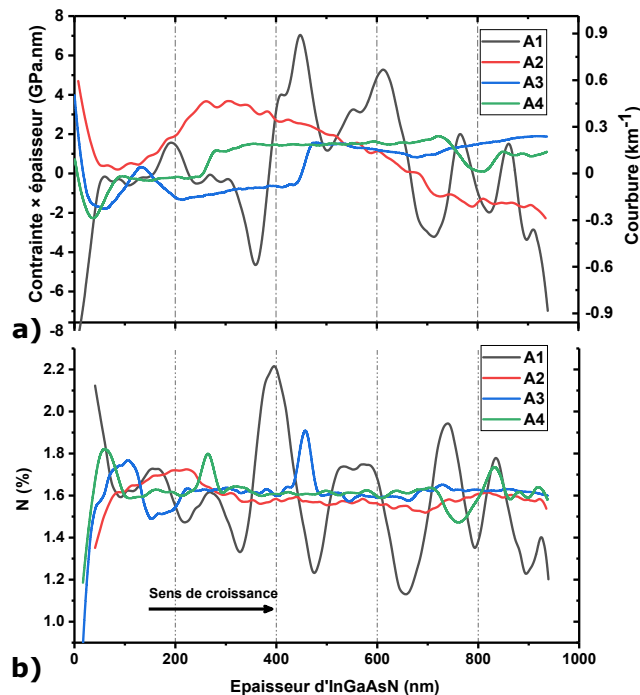 8
6
4
2
0
-2
-4
-6
8
Contrainte × épaisseur (GPa.nm)
0.9
0.6
0.3
0
-0.3
-0.6
-0.9
Courbure (km⁻¹)
A1
A2
A3
A4
a)
2.2
2.0
1.8
1.6
1.4
1.2
1.0
N (%)
A1
A2
A3
A4
Sens de croissance
0 200 400 600 800 1000
b)
Epaisseur d'InGaAsN (nm)